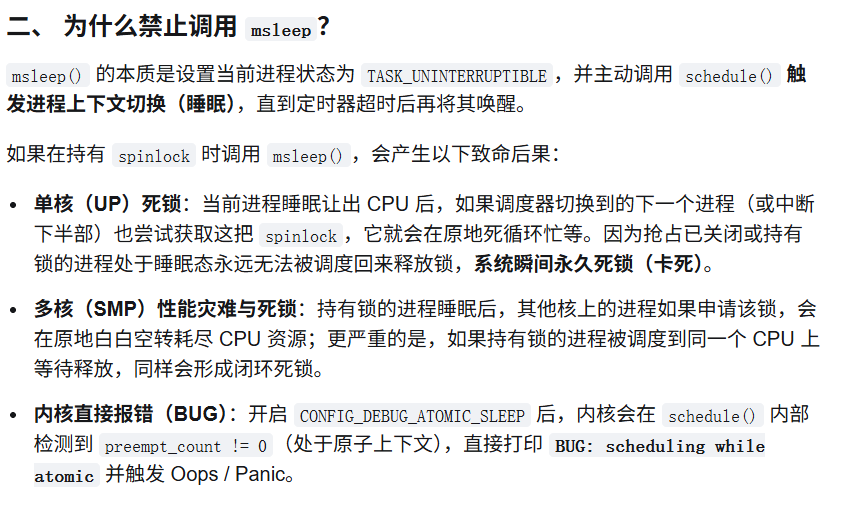 二、 为什么禁止调用 msleep？
msleep() 的本质是设置当前进程状态为 TASK_UNINTERRUPTIBLE，并主动调用 schedule() 触
发进程上下文切换（睡眠），直到定时器超时后再将其唤醒。
如果在持有 spinlock 时调用 msleep()，会产生以下致命后果：
• 单核（UP）死锁：当前进程睡眠让出 CPU 后，如果调度器切换到的下一个进程（或中断
下半部）也尝试获取这把 spinlock，它就会在原地死循环忙等。因为抢占已关闭或持有
锁的进程处于睡眠态永远无法被调度回来释放锁，系统瞬间永久死锁（卡死）。
• 多核（SMP）性能灾难与死锁：持有锁的进程睡眠后，其他核上的进程如果申请该锁，会
在原地白白空转耗尽 CPU 资源；更严重的是，如果持有锁的进程被调度到同一个 CPU 上
等待释放，同样会形成闭环死锁。
• 内核直接报错（BUG）：开启 CONFIG_DEBUG_ATOMIC_SLEEP 后，内核会在 schedule() 内部
检测到 preempt_count != 0（处于原子上下文），直接打印 BUG: scheduling while
atomic 并触发 Oops / Panic。